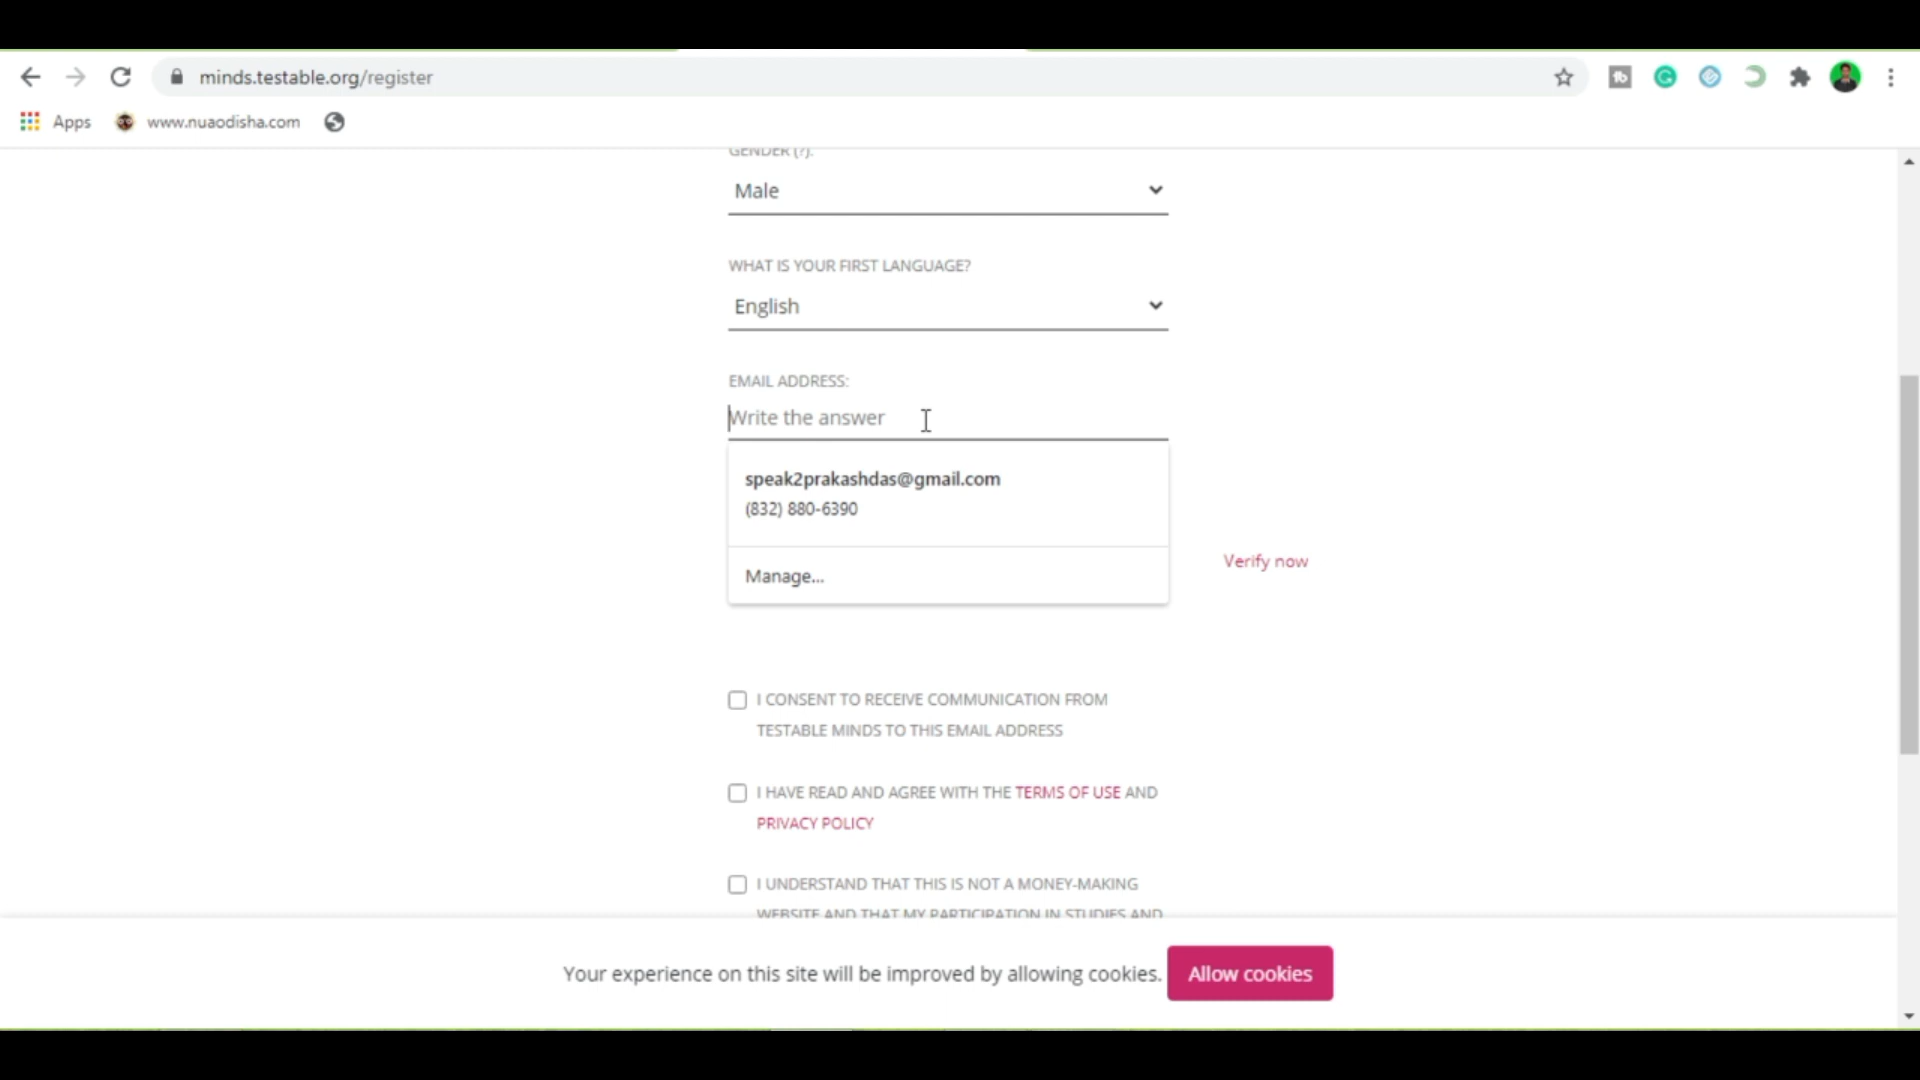 minds.testable.org/register
Apps www.nuaodisha.com
GENDER (?):
Male
WHAT IS YOUR FIRST LANGUAGE?
English
EMAIL ADDRESS:
Write the answer
speak2prakashdas@gmail.com
(832) 880-6390
Manage...
Verify now
I CONSENT TO RECEIVE COMMUNICATION FROM
TESTABLE MINDS TO THIS EMAIL ADDRESS
I HAVE READ AND AGREE WITH THE TERMS OF USE AND
PRIVACY POLICY
I UNDERSTAND THAT THIS IS NOT A MONEY-MAKING
WEBSITE AND THAT MY PARTICIPATION IN STUDIES AND
Your experience on this site will be improved by allowing cookies. Allow cookies